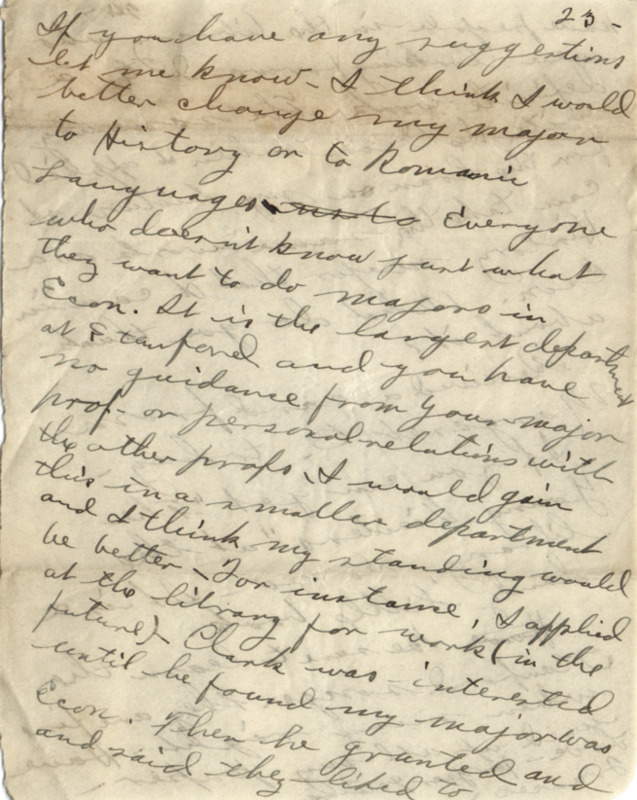 23-
If you have any suggestions
let me know - I think I would
better change my major
to History or to Romanic
Languages. Everyone
who doesn't know just what
they want to do majors in
Econ. It is the largest department
at Stanford and you have
no guidance from your major
prof. or personal relations with
the other profs. I would gain
this in a smaller department
and I think my standing would
be better - For instance, I applied
at the library for work (in the
future) - Clark was interested
until he found my major was
Econ. Then he grunted and
and said they liked to